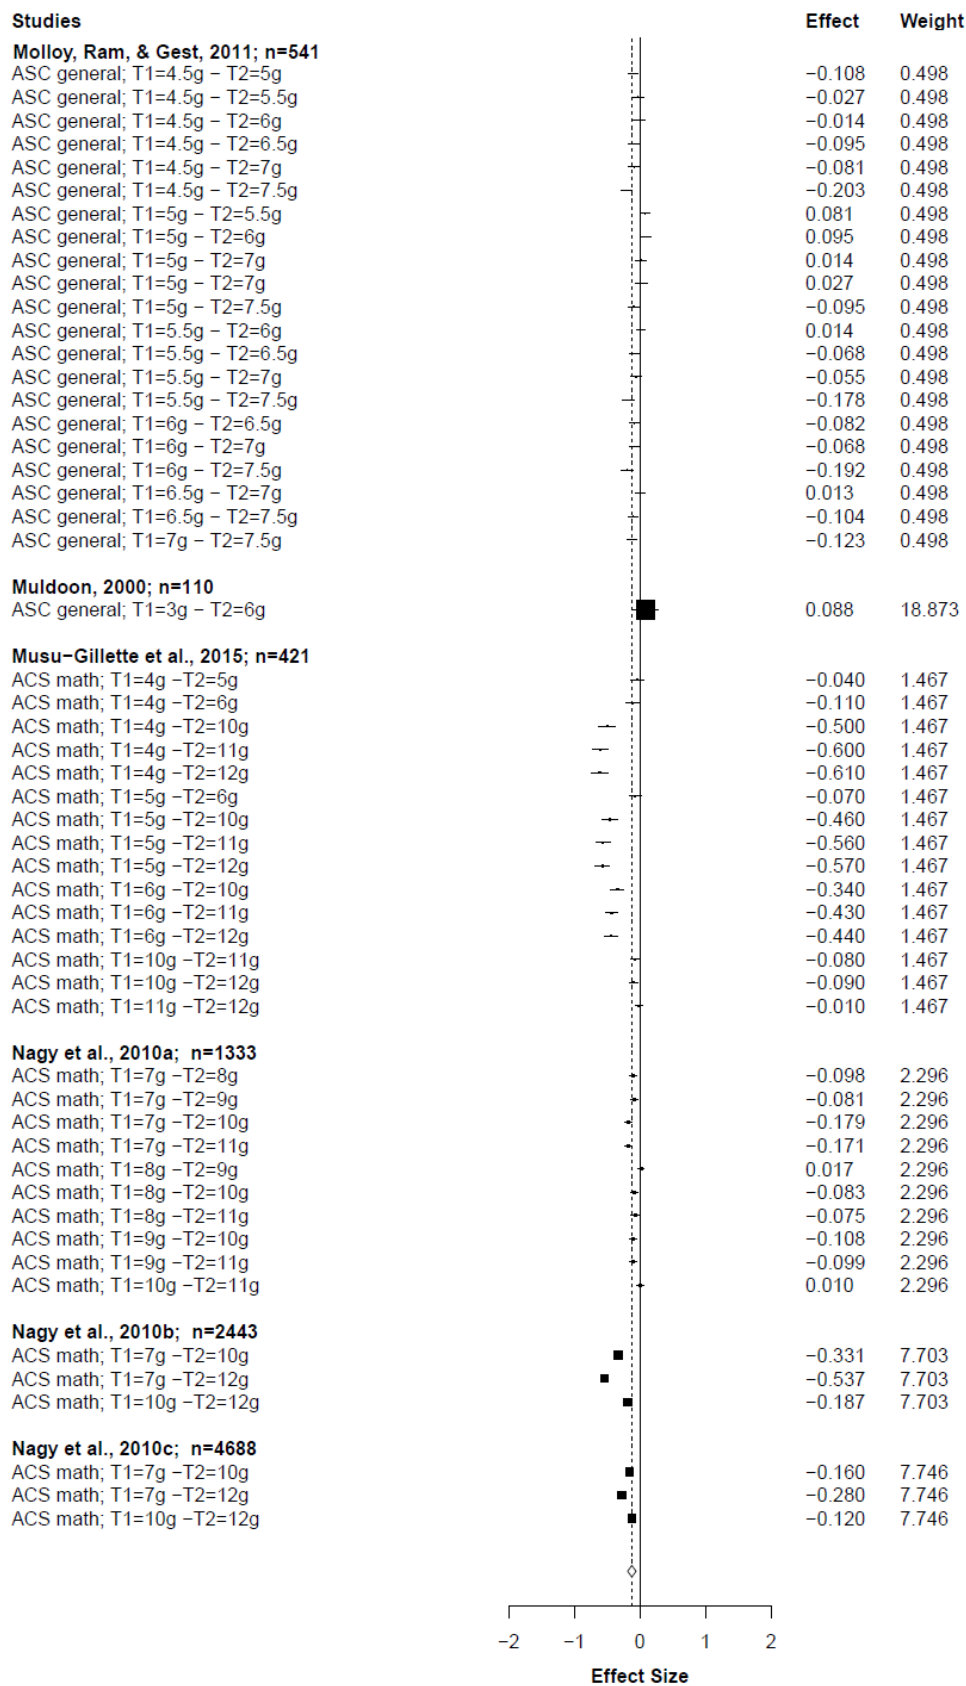 Studies Effect Weight
Molloy, Ram, & Gest, 2011; n=541
ASC general; T1=4.5g − T2=5g −0.108 0.498
ASC general; T1=4.5g − T2=5.5g −0.027 0.498
ASC general; T1=4.5g − T2=6g −0.014 0.498
ASC general; T1=4.5g − T2=6.5g −0.095 0.498
ASC general; T1=4.5g − T2=7g −0.081 0.498
ASC general; T1=4.5g − T2=7.5g −0.203 0.498
ASC general; T1=5g − T2=5.5g 0.081 0.498
ASC general; T1=5g − T2=6g 0.095 0.498
ASC general; T1=5g − T2=7g 0.014 0.498
ASC general; T1=5g − T2=7g 0.027 0.498
ASC general; T1=5g − T2=7.5g −0.095 0.498
ASC general; T1=5.5g − T2=6g 0.014 0.498
ASC general; T1=5.5g − T2=6.5g −0.068 0.498
ASC general; T1=5.5g − T2=7g −0.055 0.498
ASC general; T1=5.5g − T2=7.5g −0.178 0.498
ASC general; T1=6g − T2=6.5g −0.082 0.498
ASC general; T1=6g − T2=7g −0.068 0.498
ASC general; T1=6g − T2=7.5g −0.192 0.498
ASC general; T1=6.5g − T2=7g 0.013 0.498
ASC general; T1=6.5g − T2=7.5g −0.104 0.498
ASC general; T1=7g − T2=7.5g −0.123 0.498
Muldoon, 2000; n=110
ASC general; T1=3g − T2=6g 0.088 18.873
Musu−Gillette et al., 2015; n=421
ACS math; T1=4g −T2=5g −0.040 1.467
ACS math; T1=4g −T2=6g −0.110 1.467
ACS math; T1=4g −T2=10g −0.500 1.467
ACS math; T1=4g −T2=11g −0.600 1.467
ACS math; T1=4g −T2=12g −0.610 1.467
ACS math; T1=5g −T2=6g −0.070 1.467
ACS math; T1=5g −T2=10g −0.460 1.467
ACS math; T1=5g −T2=11g −0.560 1.467
ACS math; T1=5g −T2=12g −0.570 1.467
ACS math; T1=6g −T2=10g −0.340 1.467
ACS math; T1=6g −T2=11g −0.430 1.467
ACS math; T1=6g −T2=12g −0.440 1.467
ACS math; T1=10g −T2=11g −0.080 1.467
ACS math; T1=10g −T2=12g −0.090 1.467
ACS math; T1=11g −T2=12g −0.010 1.467
Nagy et al., 2010a; n=1333
ACS math; T1=7g −T2=8g −0.098 2.296
ACS math; T1=7g −T2=9g −0.081 2.296
ACS math; T1=7g −T2=10g −0.179 2.296
ACS math; T1=7g −T2=11g −0.171 2.296
ACS math; T1=8g −T2=9g 0.017 2.296
ACS math; T1=8g −T2=10g −0.083 2.296
ACS math; T1=8g −T2=11g −0.075 2.296
ACS math; T1=9g −T2=10g −0.108 2.296
ACS math; T1=9g −T2=11g −0.099 2.296
ACS math; T1=10g −T2=11g 0.010 2.296
Nagy et al., 2010b; n=2443
ACS math; T1=7g −T2=10g −0.331 7.703
ACS math; T1=7g −T2=12g −0.537 7.703
ACS math; T1=10g −T2=12g −0.187 7.703
Nagy et al., 2010c; n=4688
ACS math; T1=7g −T2=10g −0.160 7.746
ACS math; T1=7g −T2=12g −0.280 7.746
ACS math; T1=10g −T2=12g −0.120 7.746
−2 −1 0 1 2
Effect Size